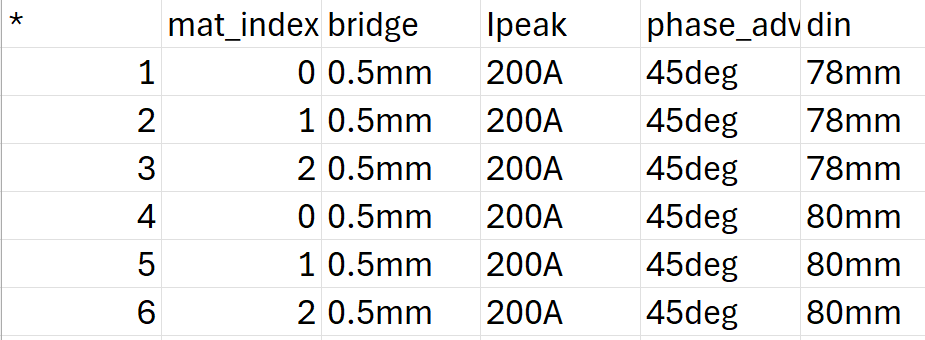 * mat_index bridge Ipeak phase_adv din
1 0 0.5mm 200A 45deg 78mm
2 1 0.5mm 200A 45deg 78mm
3 2 0.5mm 200A 45deg 78mm
4 0 0.5mm 200A 45deg 80mm
5 1 0.5mm 200A 45deg 80mm
6 2 0.5mm 200A 45deg 80mm